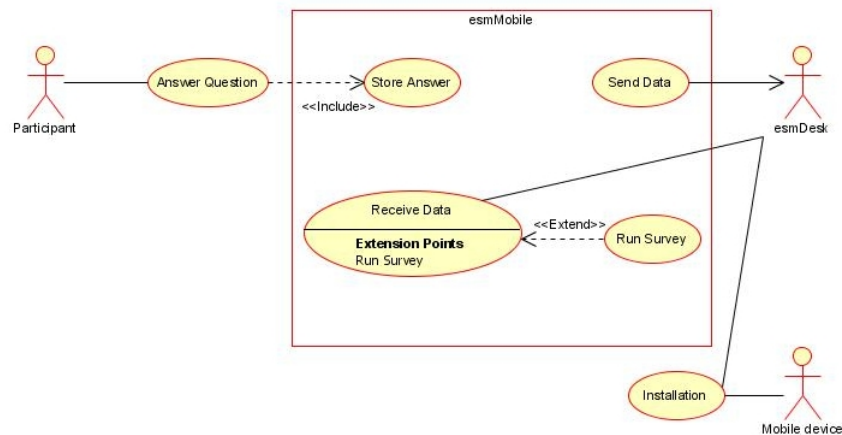 esmMobile
Answer Question
Store Answer
Send Data
<<Include>>
Participant
esmDesk
Receive Data
<<Extend>>
Run Survey
Extension Points
Run Survey
Installation
Mobile device